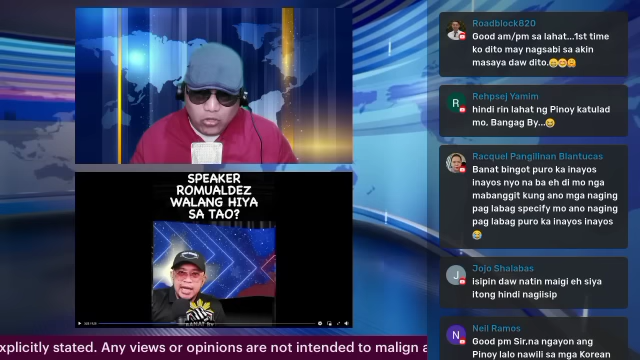 SPEAKER
ROMUALDEZ
WALANG HIYA
SA TAO?
BANAT BY
xplicitly stated. Any views or opinions are not intended to malign a
Roadblock820
Good am/pm sa lahat...1st time
ko dito may nagsabi sa akin
masaya daw dito.😄😊🤗
R
Rehpsej Yamim
hindi rin lahat ng Pinoy katulad
mo, Bangag By...😆
Racquel Pangilinan Blantucas
Banat bingot puro ka inayos
inayos nyo na ba eh di mo nga
mabanggit kung ano mga naging
pag labag specify mo ano naging
pag labag puro ka inayos inayos
😂
J
Jojo Shalabas
isipin daw natin maigi eh siya
itong hindi nagiisip
N
Neil Ramos
Good pm Sir,na ngayon ang
Pinoy lalo nawili sa mga Korean